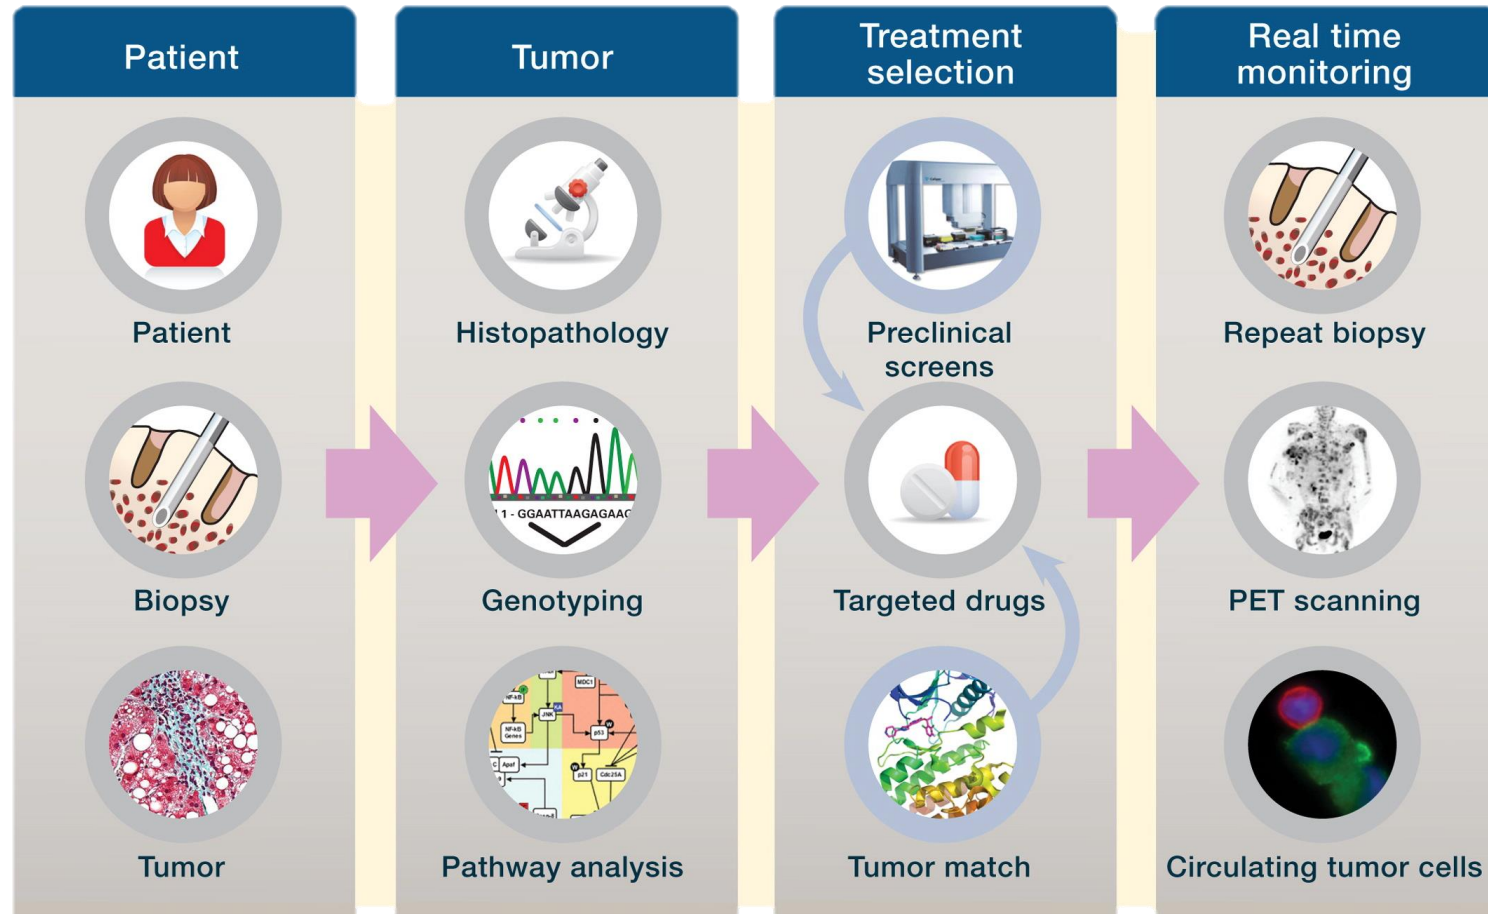 Patient
Patient
Biopsy
Tumor
Tumor
Histopathology
11 - GGAATTAAGAGAAG
Genotyping
NF-kB
NF-kB
Genes
JNK
MDC1
p53
W
Apaf
W
p21
Cdc25A
Pathway analysis
Treatment
selection
Preclinical
screens
Targeted drugs
Tumor match
Real time
monitoring
Repeat biopsy
PET scanning
Circulating tumor cells